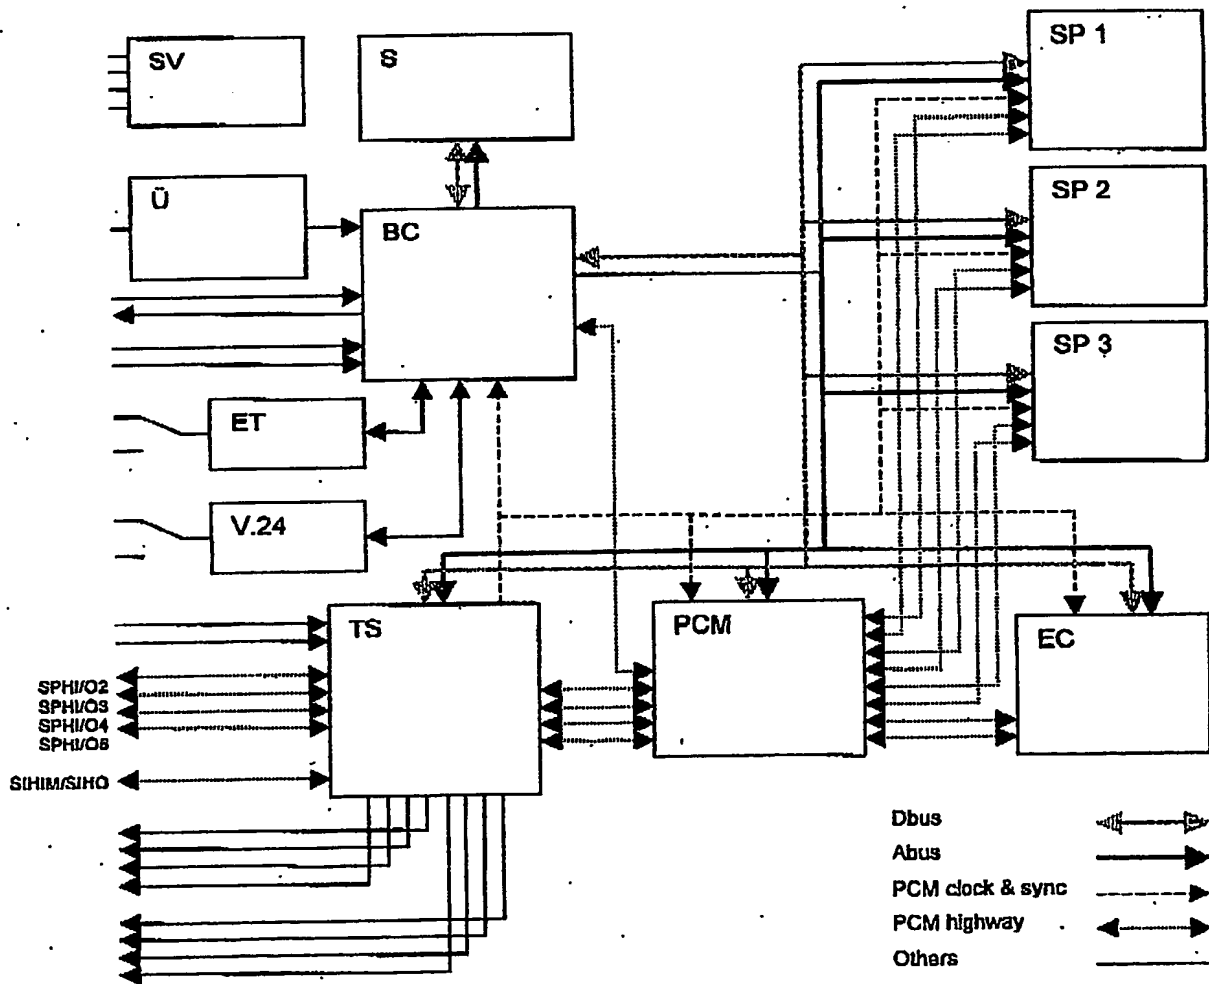 SV
S
SP 1
Ü
BC
SP 2
SP 3
ET
V.24
TS
PCM
EC
SPHI/O2
SPHI/O3
SPHI/O4
SPHI/O5
SIHIM/SIHO
Dbus
Abus
PCM clock & sync
PCM highway
Others